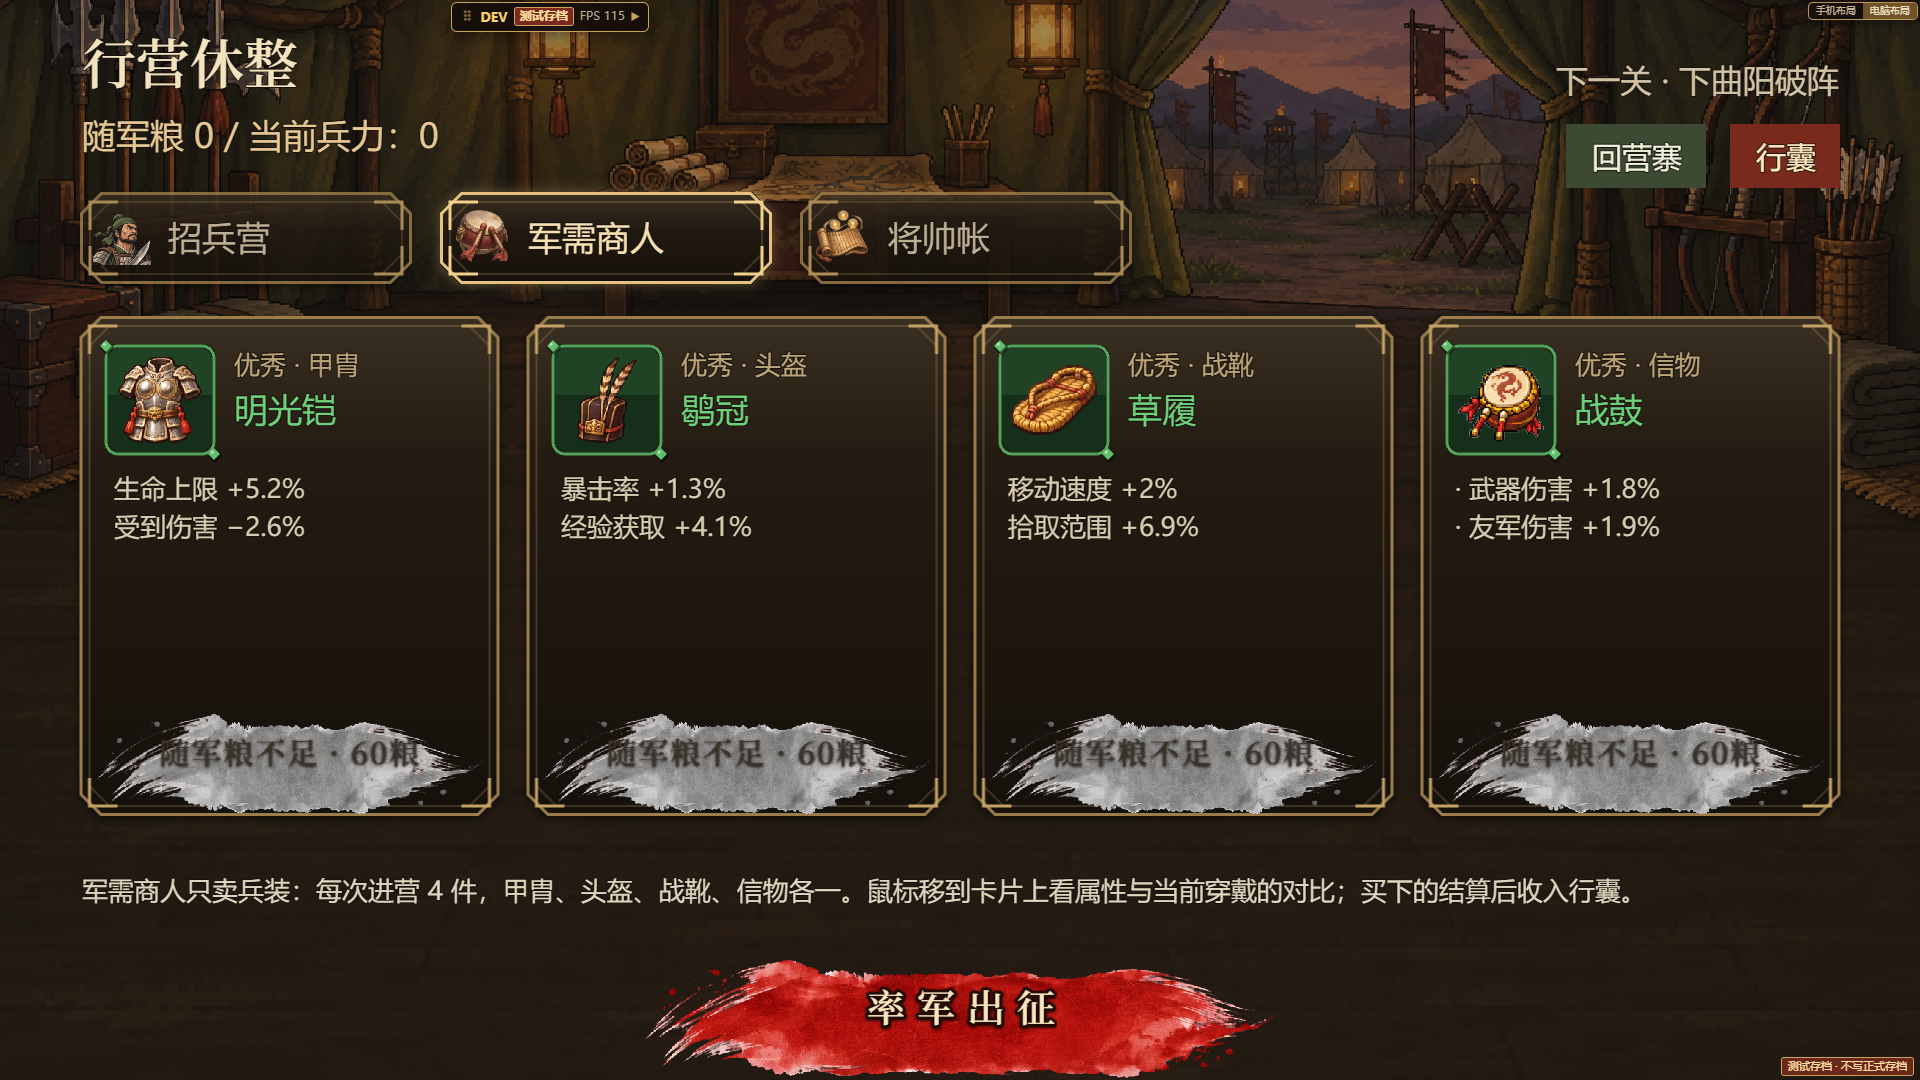 DEV 测试存档 FPS 115
手机布局 电脑布局
行营休整
下一关 · 下曲阳破阵
随军粮 0 / 当前兵力：0
回营寨
行囊
招兵营
军需商人
将帅帐
优秀 · 甲胄
明光铠
生命上限 +5.2%
受到伤害 −2.6%
随军粮不足 · 60粮
优秀 · 头盔
鹖冠
暴击率 +1.3%
经验获取 +4.1%
随军粮不足 · 60粮
优秀 · 战靴
草履
移动速度 +2%
拾取范围 +6.9%
随军粮不足 · 60粮
优秀 · 信物
战鼓
· 武器伤害 +1.8%
· 友军伤害 +1.9%
随军粮不足 · 60粮
军需商人只卖兵装：每次进营 4 件，甲胄、头盔、战靴、信物各一。鼠标移到卡片上看属性与当前穿戴的对比；买下的结算后收入行囊。
率军出征
测试存档 · 不写正式存档